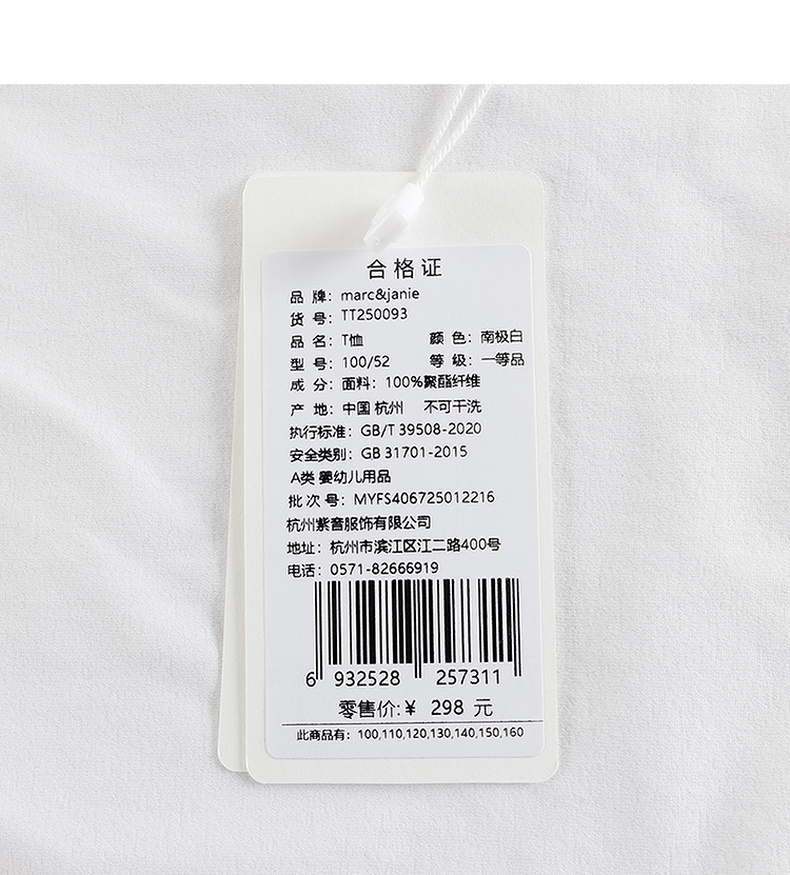 合格证
品 牌：marc&janie
货 号：TT250093
品 名：T恤 颜 色：南极白
型 号：100/52 等 级：一等品
成 分：面料：100%聚酯纤维
产 地：中国 杭州 不可干洗
执行标准：GB/T 39508-2020
安全类别：GB 31701-2015
A类 婴幼儿用品
批 次 号：MYFS406725012216
杭州紫睿服饰有限公司
地址：杭州市滨江区江二路400号
电话：0571-82666919
6 932528 257311
零售价:¥ 298 元
此商品有：100,110,120,130,140,150,160